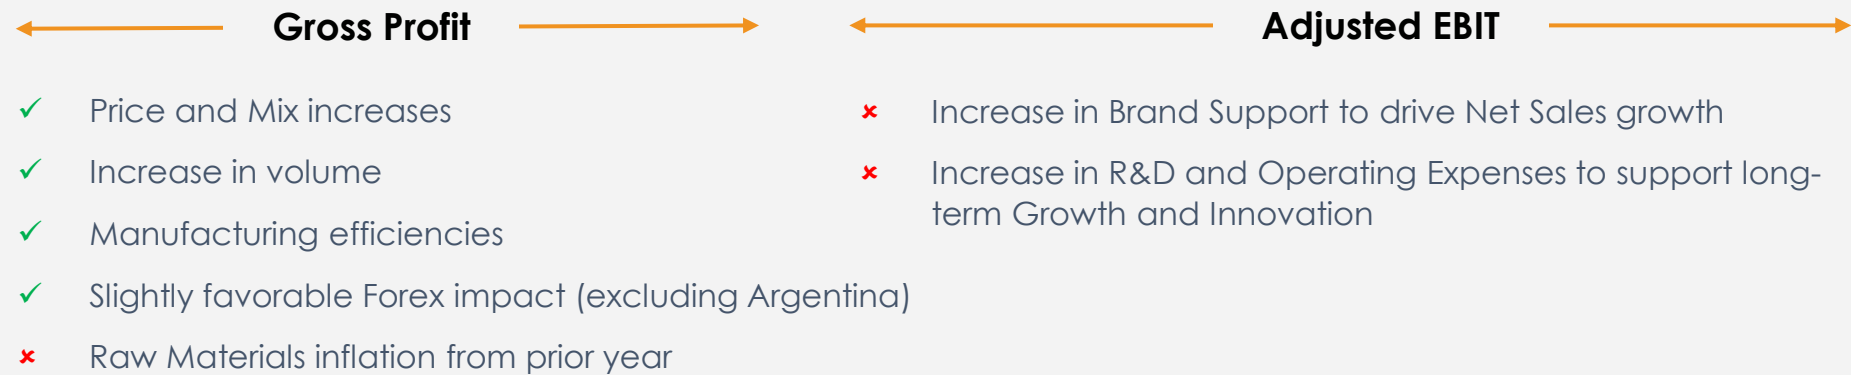 Gross Profit
✓ Price and Mix increases
✓ Increase in volume
✓ Manufacturing efficiencies
✓ Slightly favorable Forex impact (excluding Argentina)
× Raw Materials inflation from prior year
Adjusted EBIT
× Increase in Brand Support to drive Net Sales growth
× Increase in R&D and Operating Expenses to support long-
term Growth and Innovation